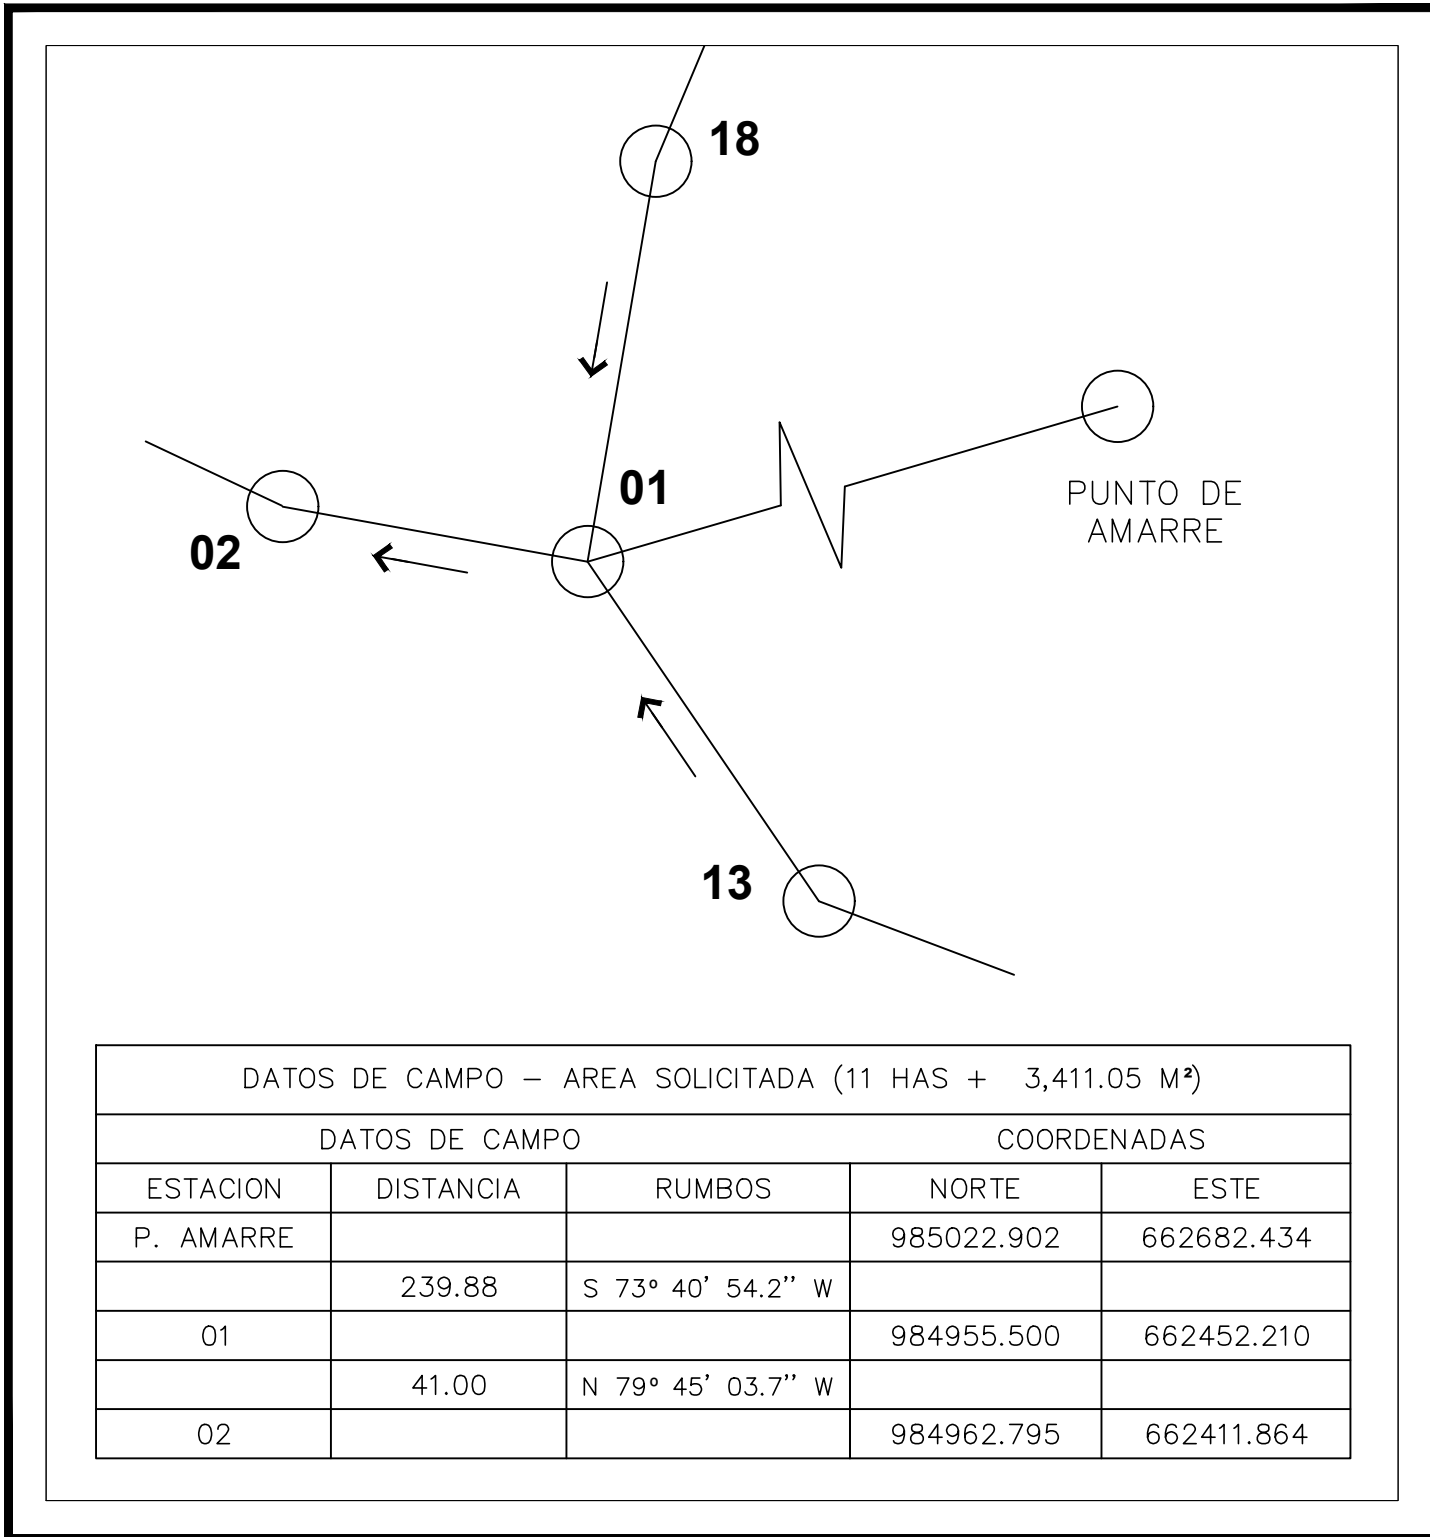 18
01
02
PUNTO DE
AMARRE
13
DATOS DE CAMPO – AREA SOLICITADA (11 HAS + 3,411.05 M²)
DATOS DE CAMPO COORDENADAS
ESTACION DISTANCIA RUMBOS NORTE ESTE
P. AMARRE 985022.902 662682.434
239.88 S 73° 40' 54.2'' W
01 984955.500 662452.210
41.00 N 79° 45' 03.7'' W
02 984962.795 662411.864